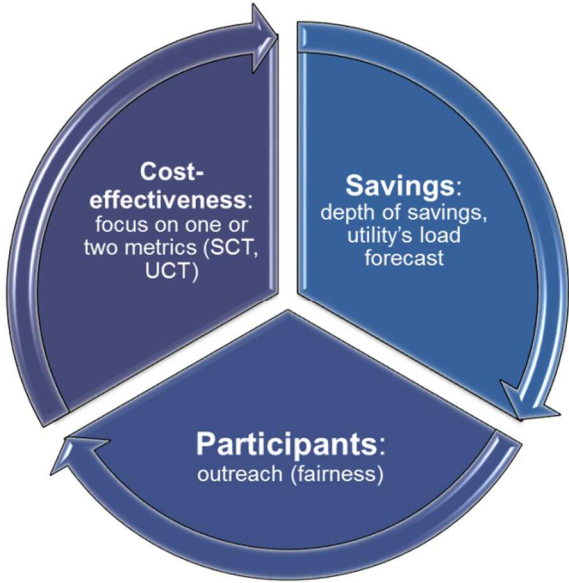 Cost-
effectiveness:
focus on one or
two metrics (SCT,
UCT)
Savings:
depth of savings,
utility's load
forecast
Participants:
outreach (fairness)